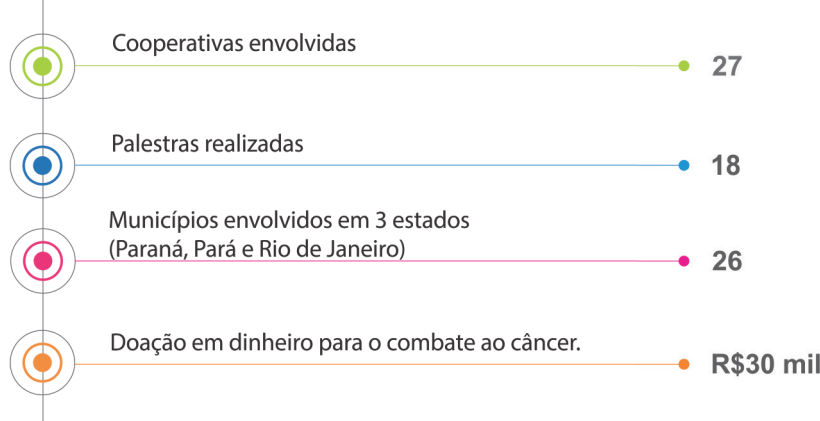 Cooperativas envolvidas
27
Palestras realizadas
18
Municípios envolvidos em 3 estados
(Paraná, Pará e Rio de Janeiro)
26
Doação em dinheiro para o combate ao câncer.
R$30 mil